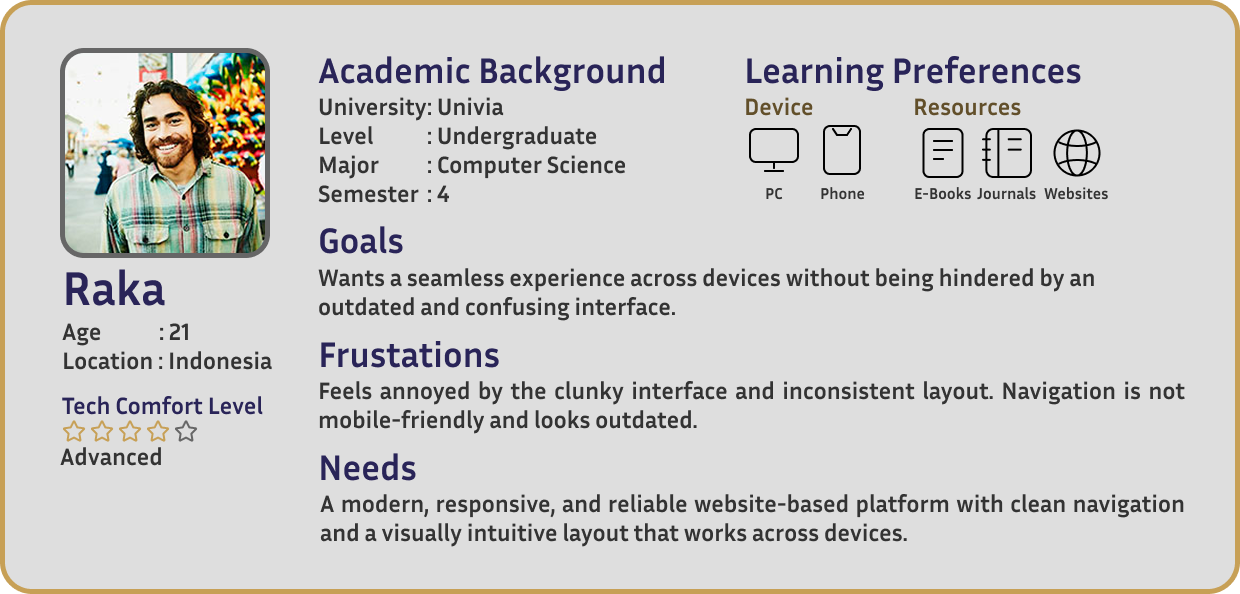 Raka
Age : 21
Location : Indonesia
Tech Comfort Level
Advanced
Academic Background
University: Univia
Level : Undergraduate
Major : Computer Science
Semester : 4
Learning Preferences
Device
PC
Phone
Resources
E-Books
Journals
Websites
Goals
Wants a seamless experience across devices without being hindered by an
outdated and confusing interface.
Frustations
Feels annoyed by the clunky interface and inconsistent layout. Navigation is not
mobile-friendly and looks outdated.
Needs
A modern, responsive, and reliable website-based platform with clean navigation
and a visually intuitive layout that works across devices.